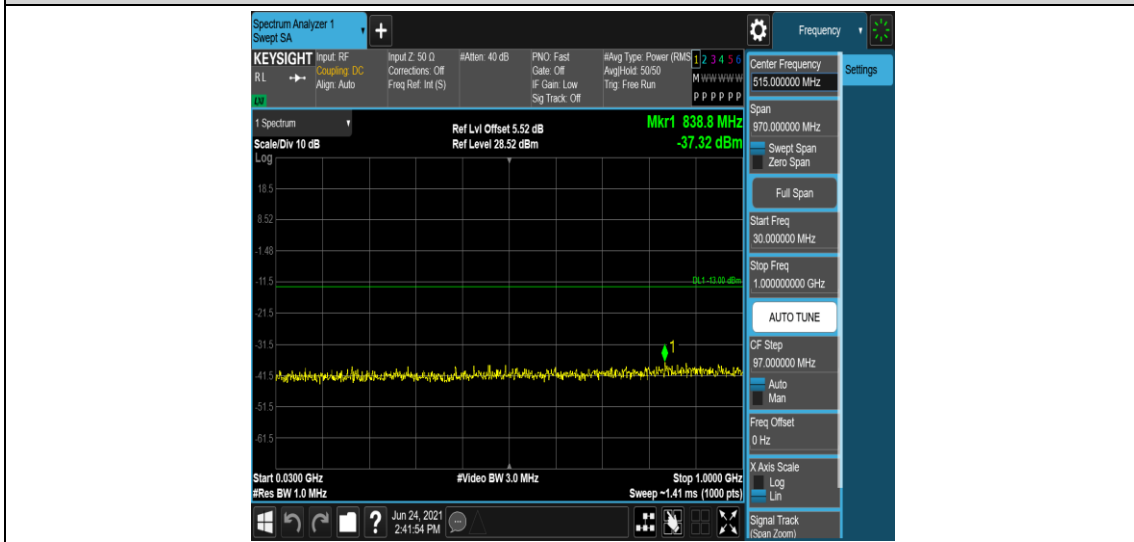 Spectrum Analyzer 1
Swept SA
+
Frequency
KEYSIGHT
RL
Input: RF
Coupling: DC
Align: Auto
Input Z: 50 Ω
Corrections: Off
Freq Ref: Int (S)
#Atten: 40 dB
PNO: Fast
Gate: Off
IF Gain: Low
Sig Track: Off
#Avg Type: Power (RMS
Avg|Hold: 50/50
Trig: Free Run
1 2 3 4 5 6
M W W W W W
P P P P P P
1 Spectrum
Scale/Div 10 dB
Log
Ref Lvl Offset 5.52 dB
Ref Level 28.52 dBm
Mkr1 838.8 MHz
-37.32 dBm
18.5
8.52
-1.48
-11.5
DL1 -13.00 dBm
-21.5
-31.5
1
-41.5
-51.5
-61.5
Start 0.0300 GHz
#Res BW 1.0 MHz
#Video BW 3.0 MHz
Stop 1.0000 GHz
Sweep ~1.41 ms (1000 pts)
?
Jun 24, 2021
2:41:54 PM
Center Frequency
515.000000 MHz
Settings
Span
970.000000 MHz
Swept Span
Zero Span
Full Span
Start Freq
30.000000 MHz
Stop Freq
1.000000000 GHz
AUTO TUNE
CF Step
97.000000 MHz
Auto
Man
Freq Offset
0 Hz
X Axis Scale
Log
Lin
Signal Track
(Span Zoom)